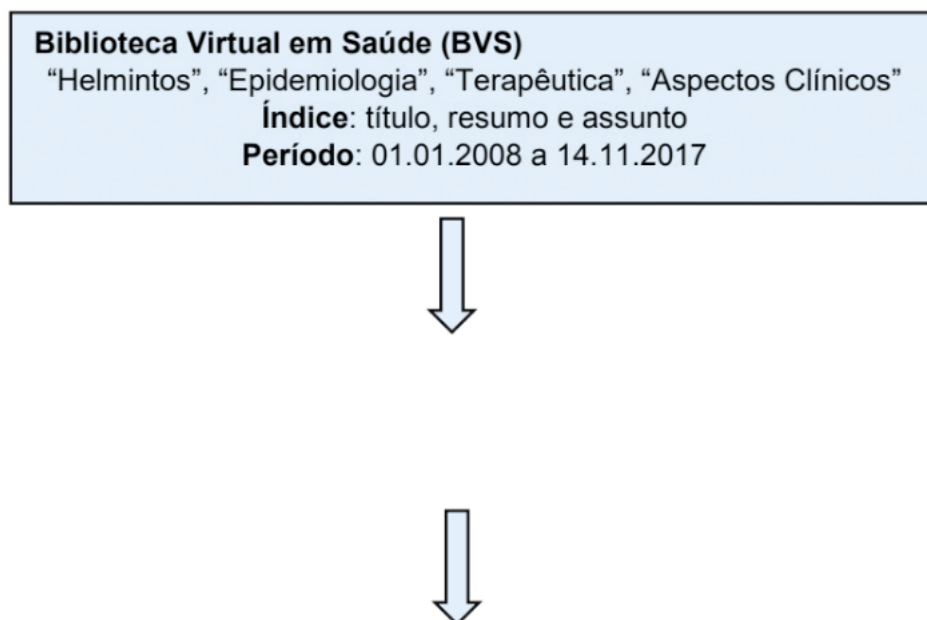 Biblioteca Virtual em Saúde (BVS)
“Helmintos”, “Epidemiologia”, “Terapêutica”, “Aspectos Clínicos”
Índice: título, resumo e assunto
Período: 01.01.2008 a 14.11.2017